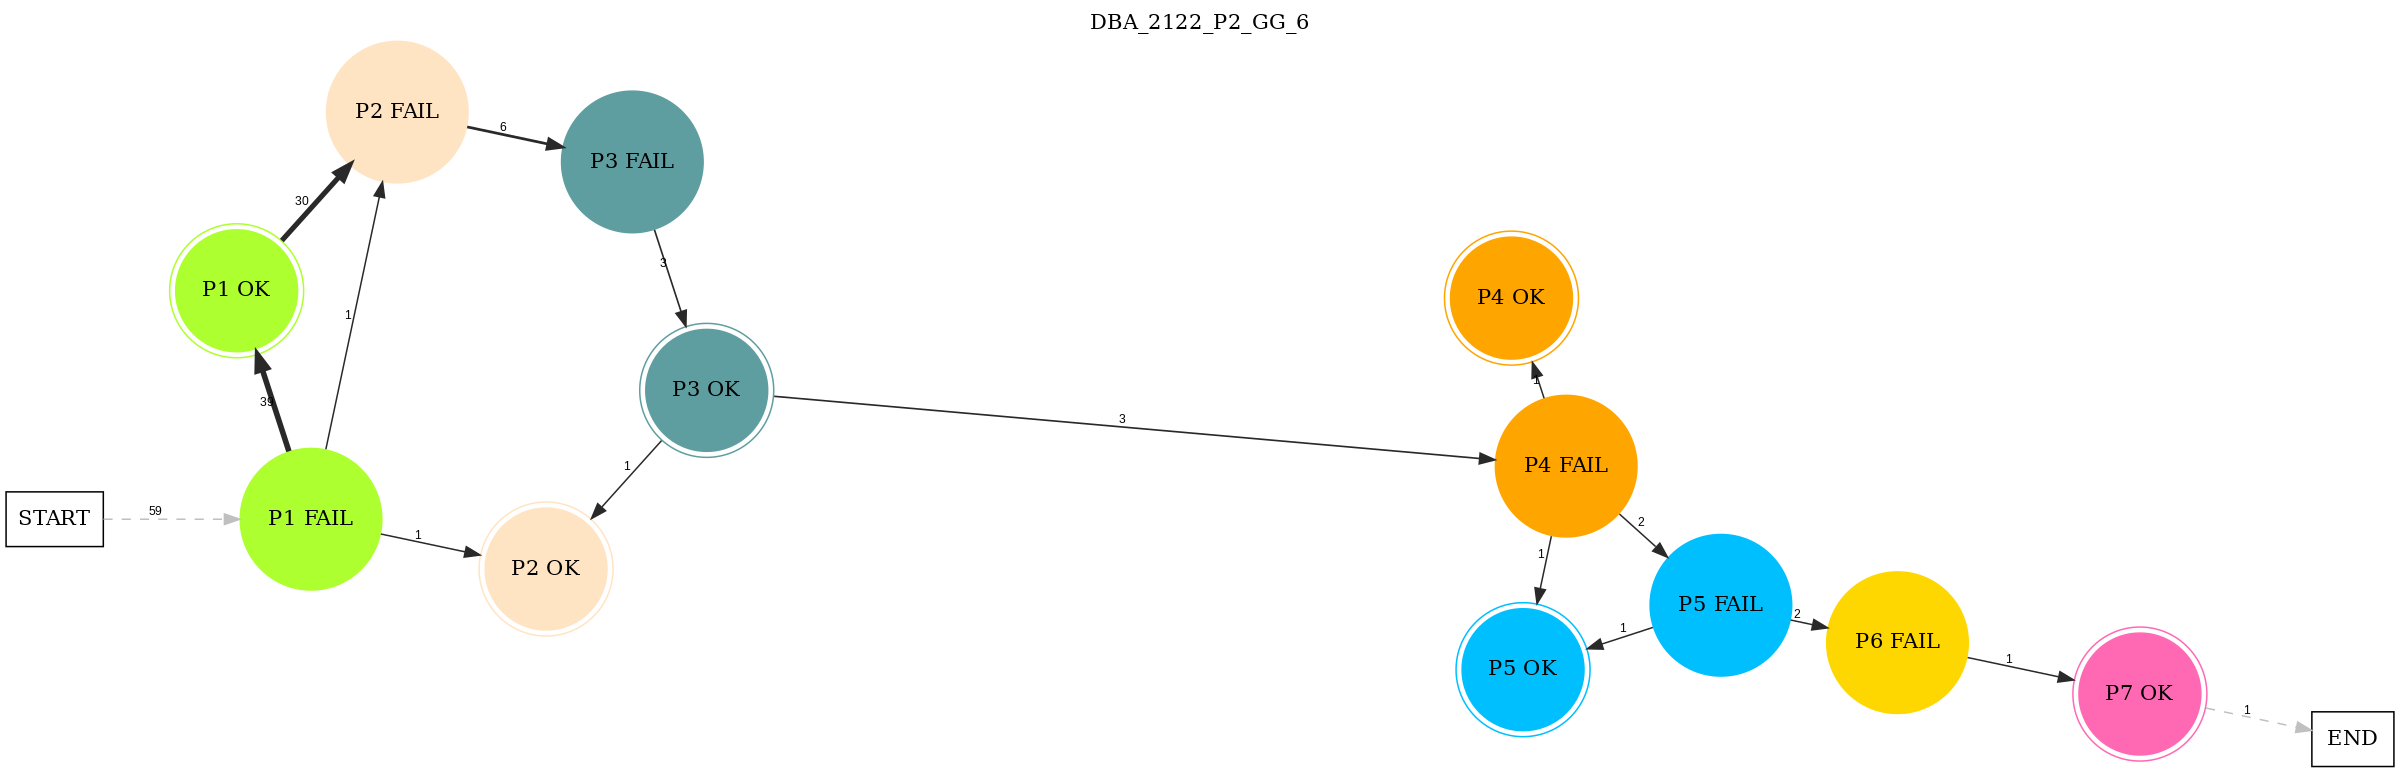 DBA_2122_P2_GG_6
P2 FAIL
6
P3 FAIL
30
P1 OK
1
3
P4 OK
39
P3 OK
3
1
1
P4 FAIL
START
59
P1 FAIL
1
P2 OK
1
2
P5 FAIL
1
P5 OK
2
P6 FAIL
1
P7 OK
1
END